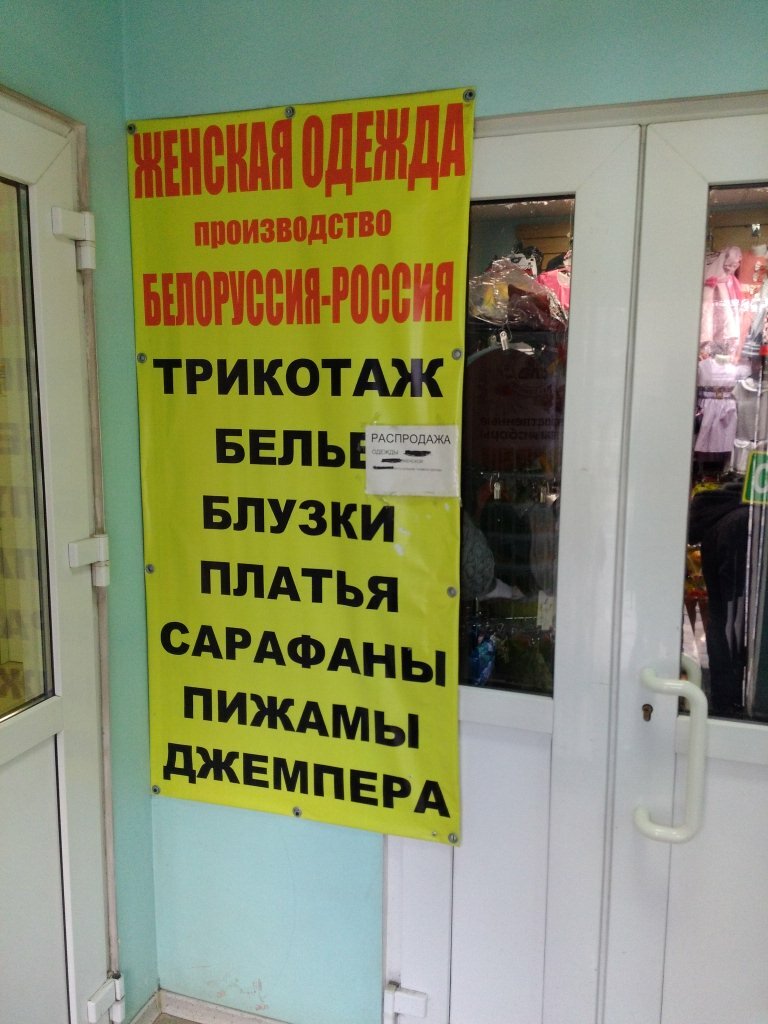 ЖЕНСКАЯ ОДЕЖДА
производство
БЕЛОРУССИЯ-РОССИЯ
ТРИКОТАЖ
БЕЛЬЕ
РАСПРОДАЖА
ОДЕЖДЫ
БЛУЗКИ
ПЛАТЬЯ
САРАФАНЫ
ПИЖАМЫ
ДЖЕМПЕРА